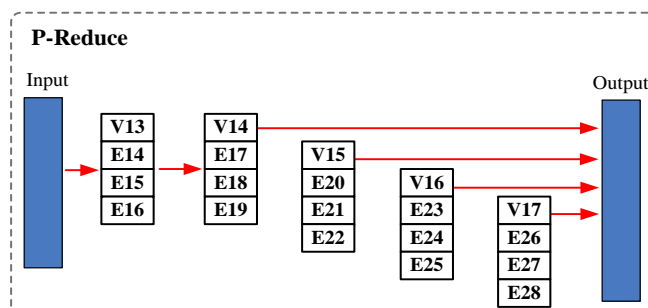 P-Reduce
Input
Output
V13
E14
E15
E16
V14
E17
E18
E19
V15
E20
E21
E22
V16
E23
E24
E25
V17
E26
E27
E28